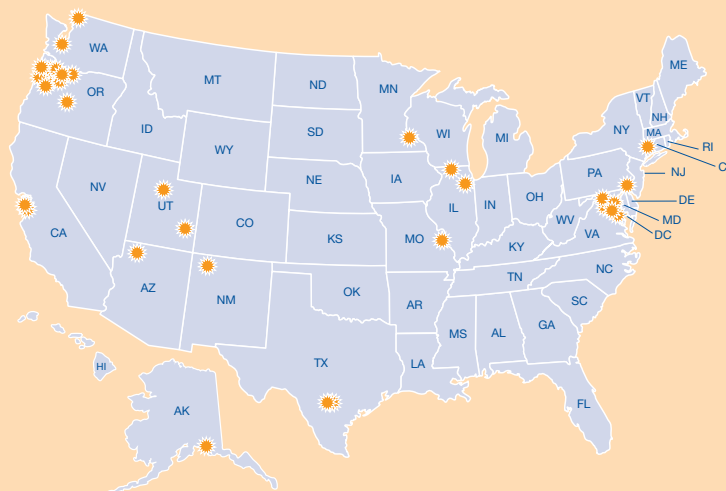 WA
MT
ND
MN
ME
VT
NH
OR
ID
SD
WI
MI
NY
MA
RI
C
WY
NJ
PA
IA
NE
NV
UT
CO
IL
IN
OH
DE
MD
DC
WV
VA
CA
KS
MO
KY
NC
TN
AZ
NM
OK
AR
SC
MS
AL
GA
TX
LA
HI
AK
FL